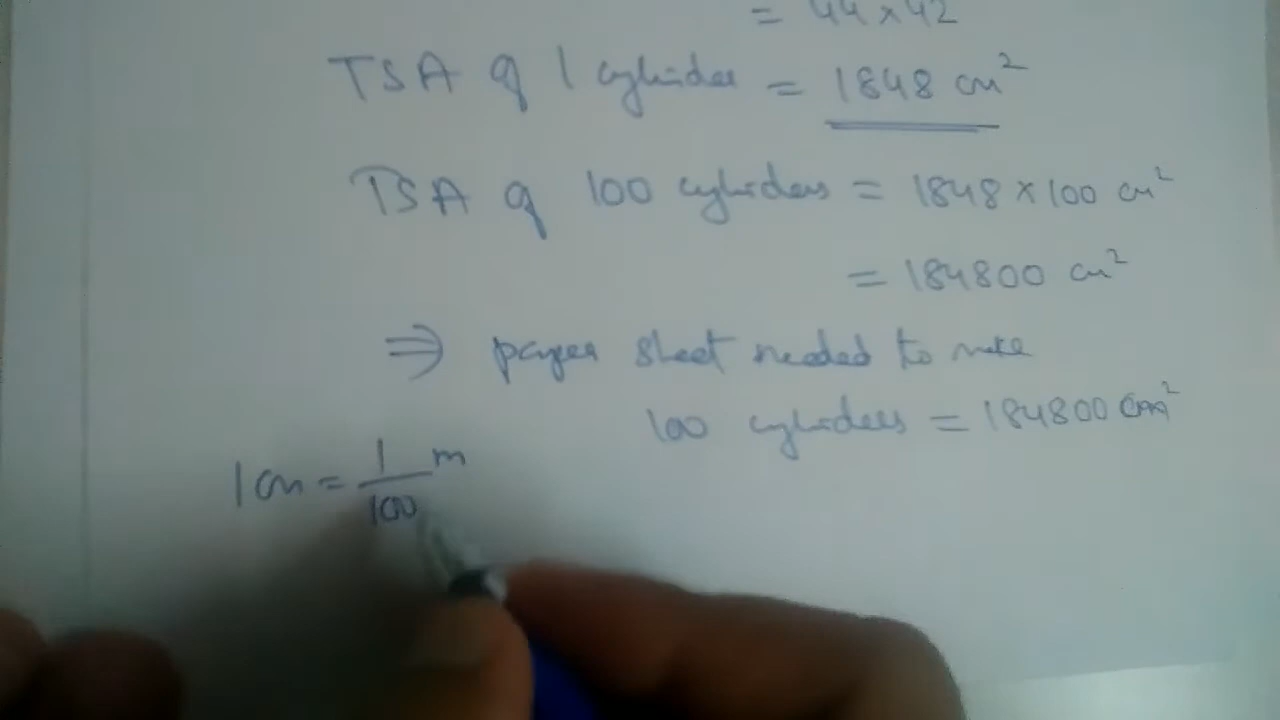 = 44 × 42
TSA of 1 cylinder = 1848 cm²
TSA of 100 cylinders = 1848 × 100 cm²
= 184800 cm²
⇒ paper sheet needed to make
100 cylinders = 184800 cm²
1 cm = 1/100 m